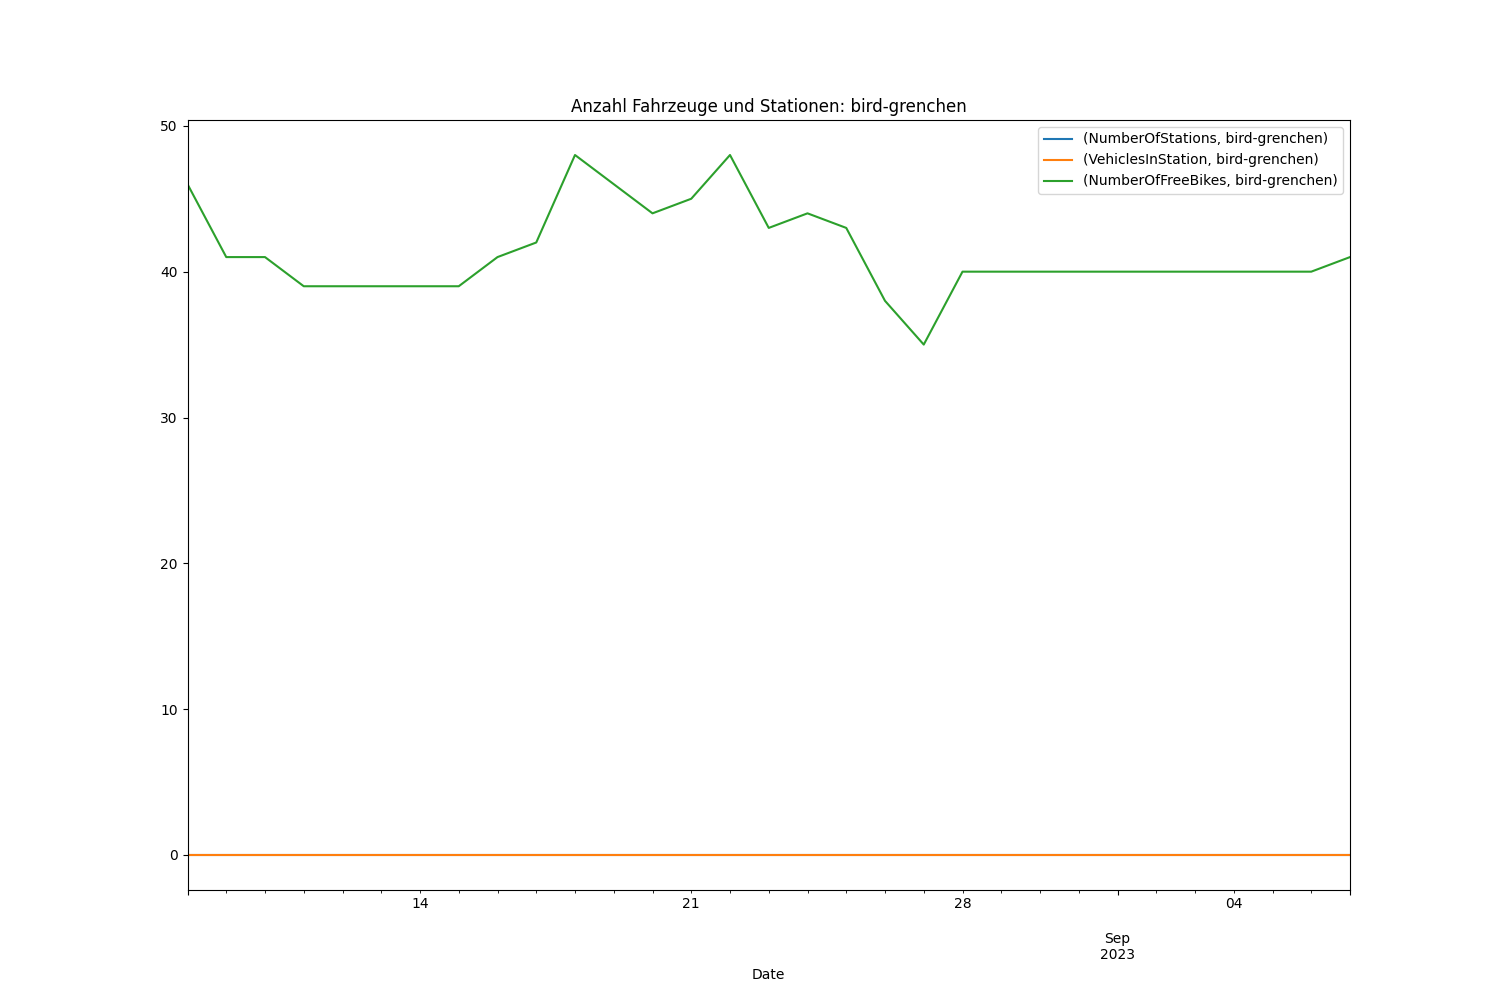 Anzahl Fahrzeuge und Stationen: bird-grenchen
50
40
30
20
10
0
(NumberOfStations, bird-grenchen)
(VehiclesInStation, bird-grenchen)
(NumberOfFreeBikes, bird-grenchen)
14
21
28
04
Sep
2023
Date